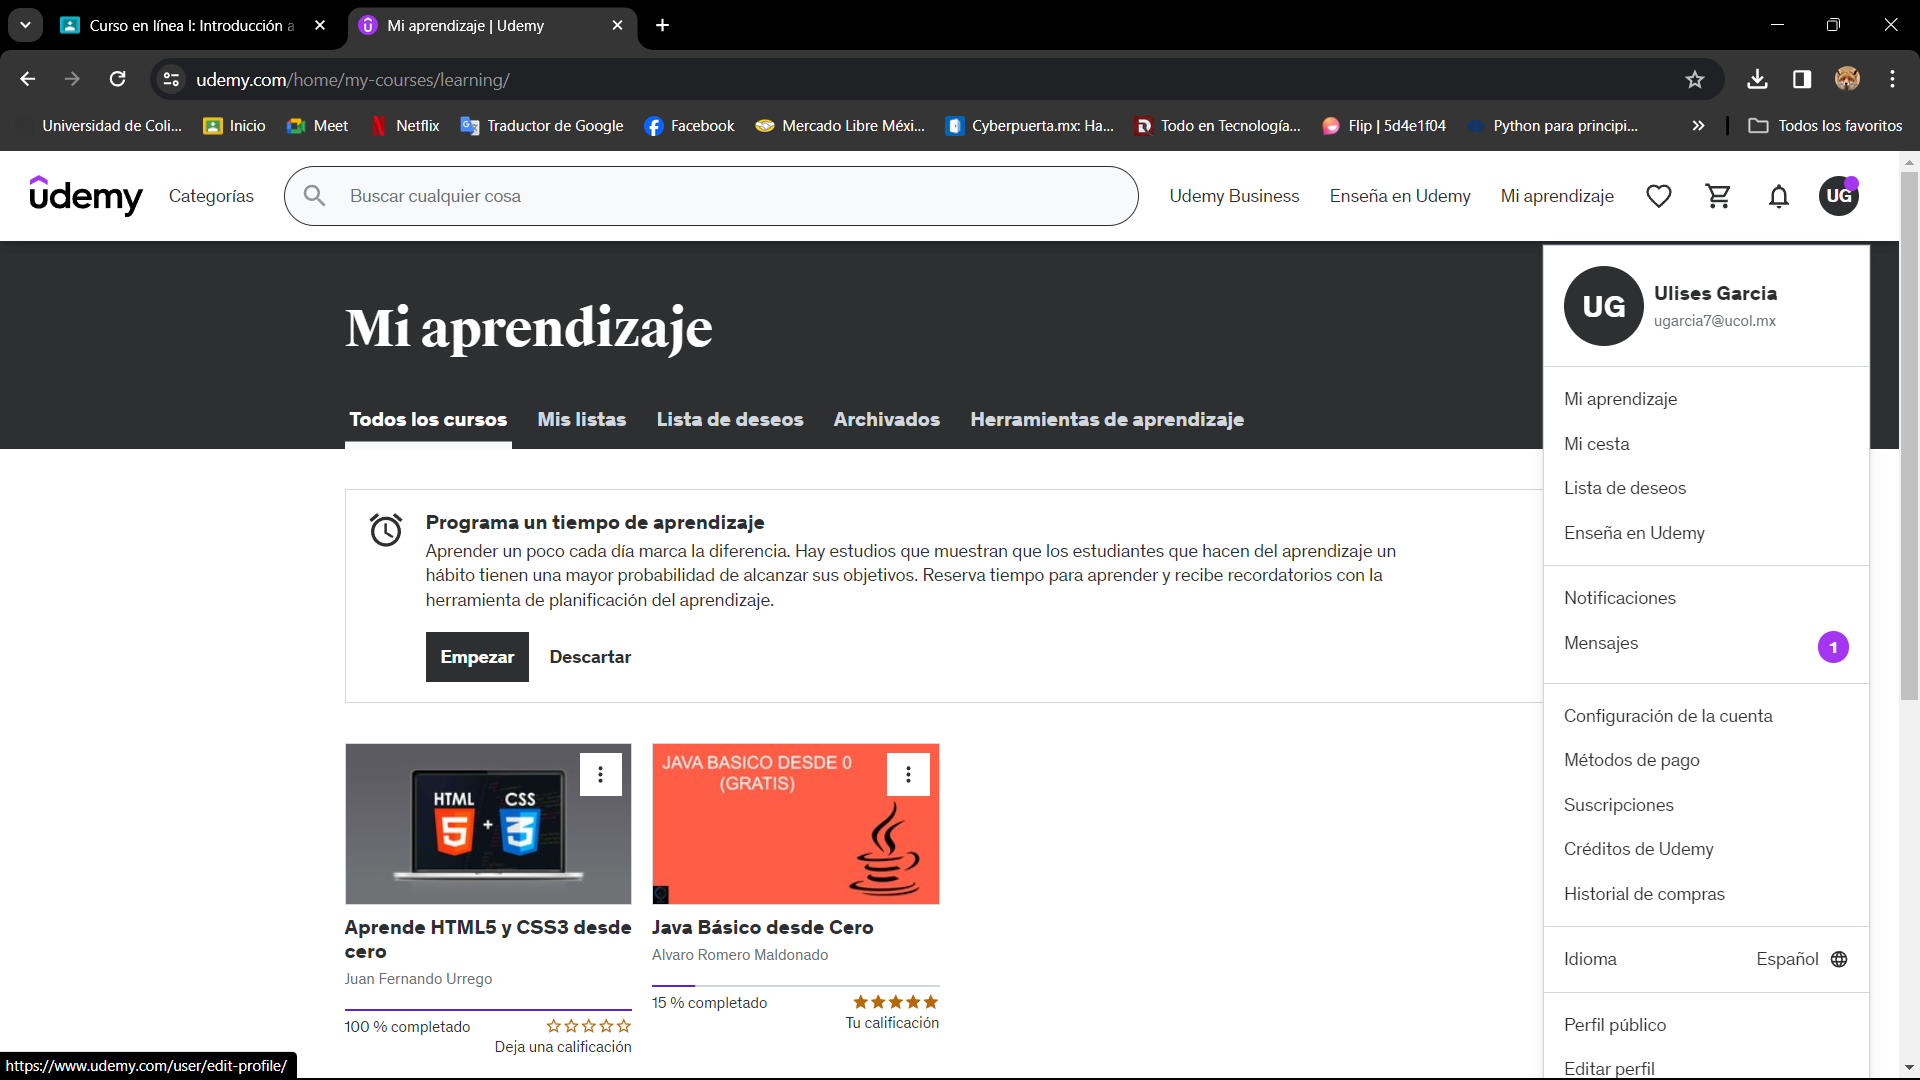 Curso en línea I: Introducción a
Mi aprendizaje | Udemy
udemy.com/home/my-courses/learning/
Universidad de Coli...
Inicio
Meet
Netflix
Traductor de Google
Facebook
Mercado Libre Méxi...
Cyberpuerta.mx: Ha...
Todo en Tecnología...
Flip | 5d4e1f04
Python para principi...
Todos los favoritos
udemy
Categorías
Buscar cualquier cosa
Udemy Business
Enseña en Udemy
Mi aprendizaje
UG
Mi aprendizaje
Todos los cursos
Mis listas
Lista de deseos
Archivados
Herramientas de aprendizaje
Programa un tiempo de aprendizaje
Aprender un poco cada día marca la diferencia. Hay estudios que muestran que los estudiantes que hacen del aprendizaje un
hábito tienen una mayor probabilidad de alcanzar sus objetivos. Reserva tiempo para aprender y recibe recordatorios con la
herramienta de planificación del aprendizaje.
Empezar
Descartar
HTML
CSS
5 + 3
Aprende HTML5 y CSS3 desde
cero
Juan Fernando Urrego
100 % completado
Deja una calificación
JAVA BASICO DESDE 0
(GRATIS)
Java Básico desde Cero
Alvaro Romero Maldonado
15 % completado
Tu calificación
UG
Ulises Garcia
ugarcia7@ucol.mx
Mi aprendizaje
Mi cesta
Lista de deseos
Enseña en Udemy
Notificaciones
Mensajes
1
Configuración de la cuenta
Métodos de pago
Suscripciones
Créditos de Udemy
Historial de compras
Idioma
Español
Perfil público
Editar perfil
https://www.udemy.com/user/edit-profile/